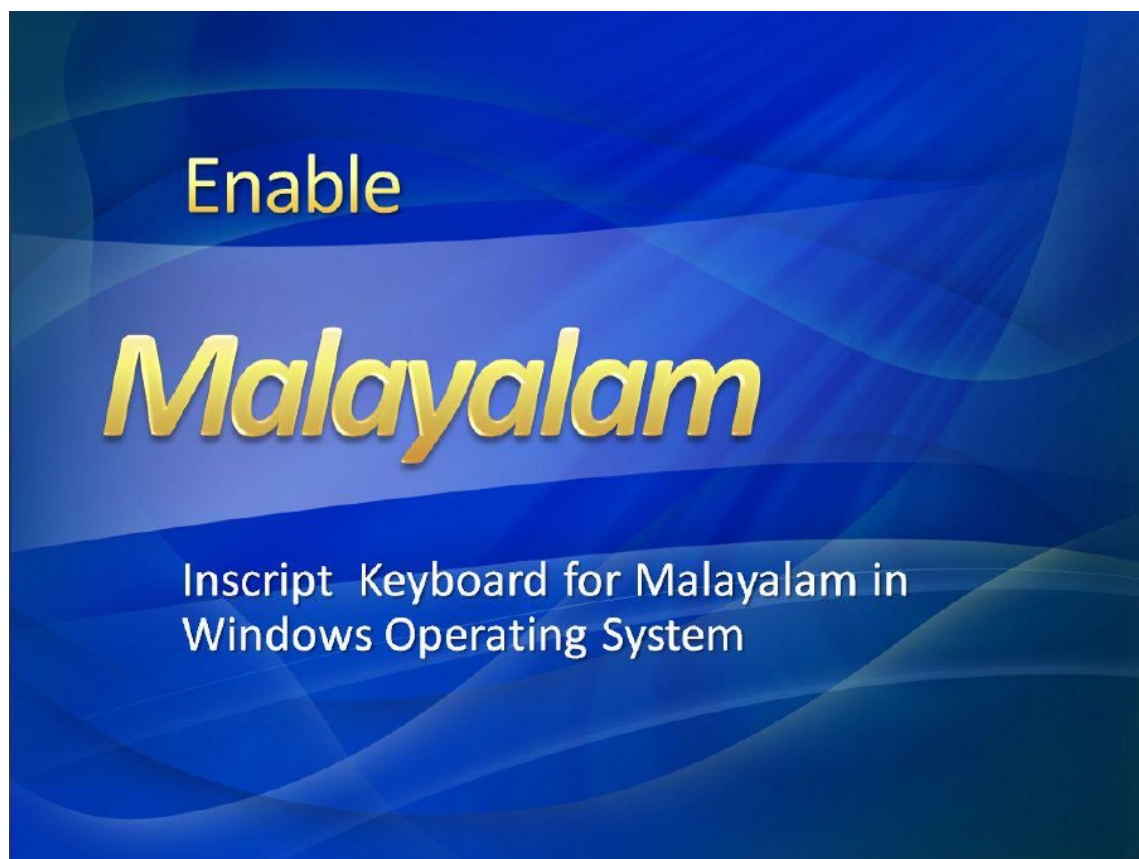 Enable
Malayalam
Inscript Keyboard for Malayalam in
Windows Operating System